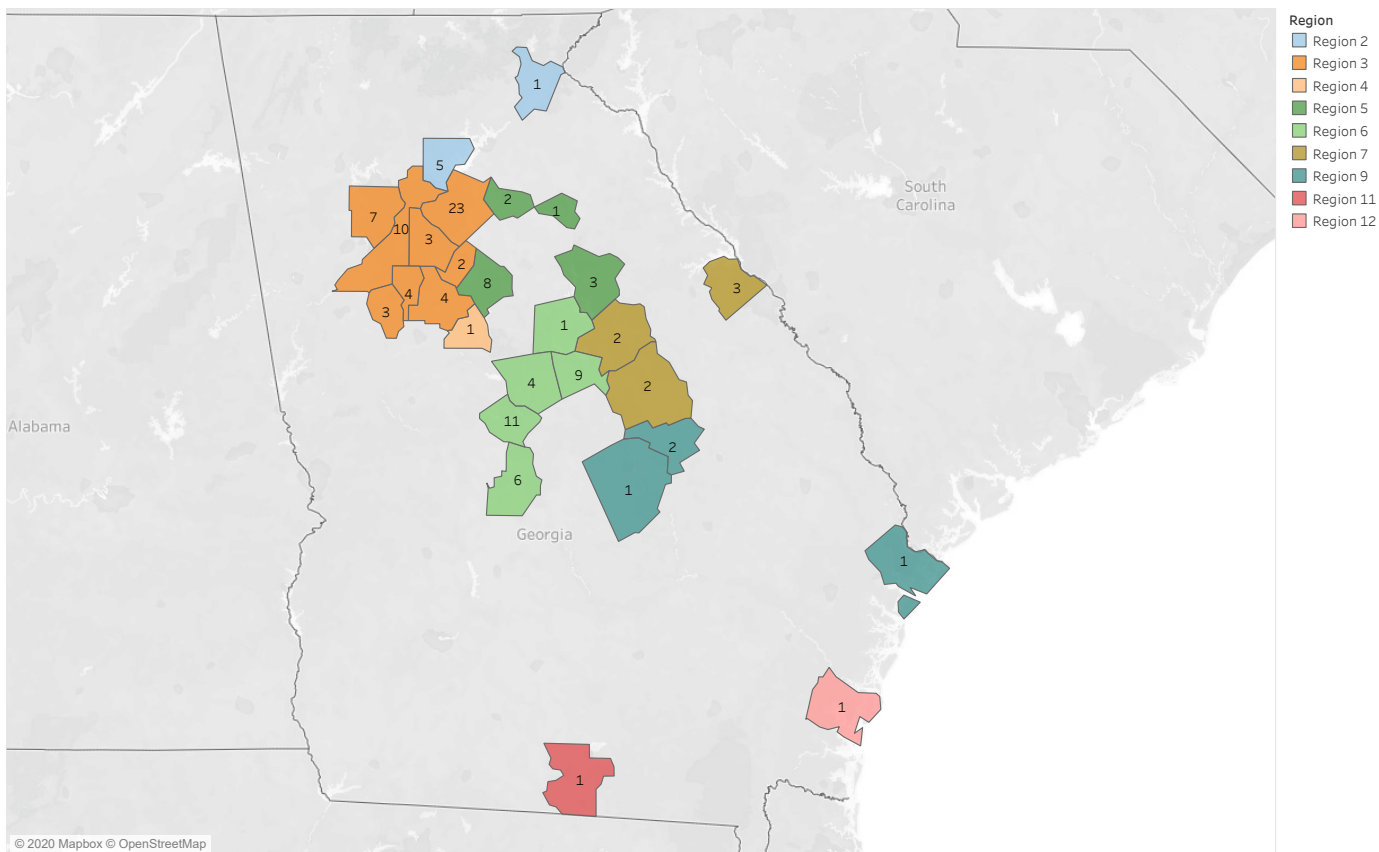 Region
Region 2
Region 3
Region 4
Region 5
Region 6
Region 7
Region 9
Region 11
Region 12
1
5
7
23
2
1
10
3
2
8
3
3
4
4
3
1
1
2
4
9
2
11
2
6
1
1
1
1
South
Carolina
Alabama
Georgia
© 2020 Mapbox © OpenStreetMap